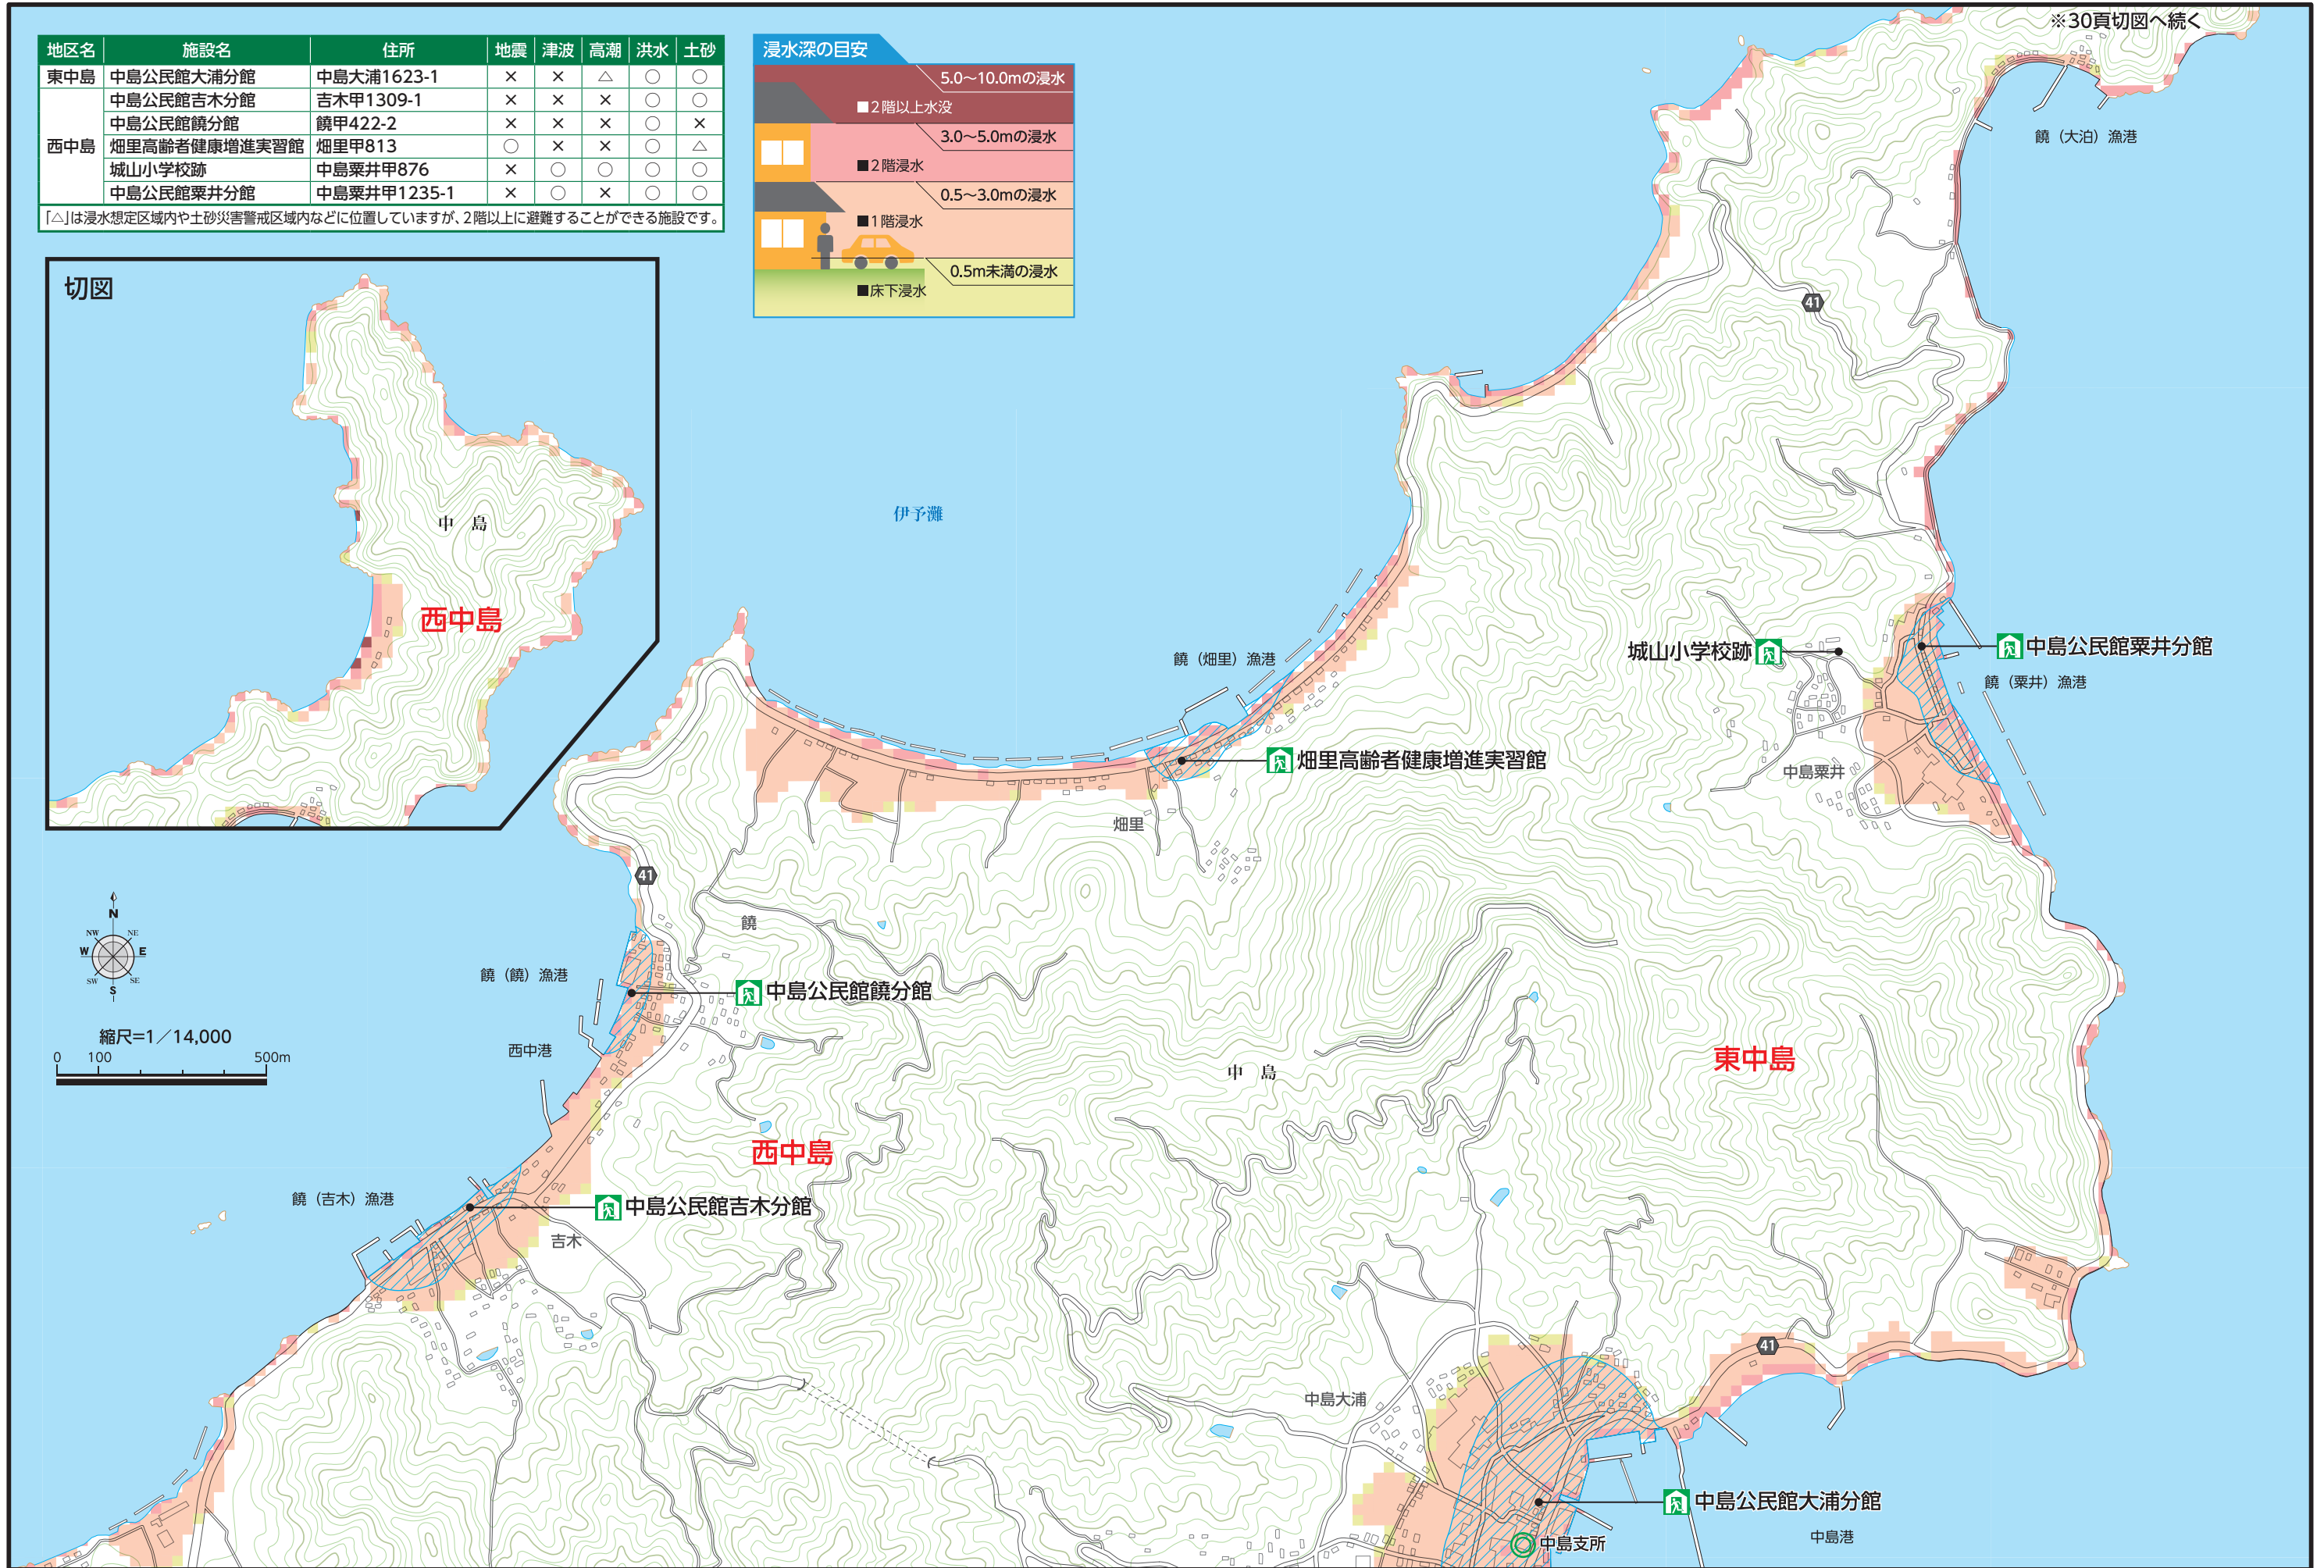 ※30頁切図へ続く
地区名 施設名 住所 地震 津波 高潮 洪水 土砂
東中島 中島公民館大浦分館 中島大浦1623-1 × × △ ○ ○
西中島 中島公民館吉木分館 吉木甲1309-1 × × × ○ ○
中島公民館饒分館 饒甲422-2 × × × ○ ×
畑里高齢者健康増進実習館 畑里甲813 ○ × × ○ △
城山小学校跡 中島粟井甲876 × ○ ○ ○ ○
中島公民館粟井分館 中島粟井甲1235-1 × ○ × ○ ○
「△」は浸水想定区域内や土砂災害警戒区域内などに位置していますが、2階以上に避難することができる施設です。
浸水深の目安
5.0〜10.0mの浸水
■2階以上水没
3.0〜5.0mの浸水
■2階浸水
0.5〜3.0mの浸水
■1階浸水
0.5m未満の浸水
■床下浸水
切図
中 島
西中島
饒（大泊）漁港
41
伊予灘
饒（畑里）漁港
城山小学校跡
中島公民館粟井分館
饒（粟井）漁港
畑里高齢者健康増進実習館
中島粟井
畑里
41
饒
N
NW NE
W E
SW SE
S
饒（饒）漁港
中島公民館饒分館
縮尺=1／14,000
0 100 500m
西中港
中 島
東中島
西中島
饒（吉木）漁港
中島公民館吉木分館
吉木
41
中島大浦
中島公民館大浦分館
中島支所
中島港